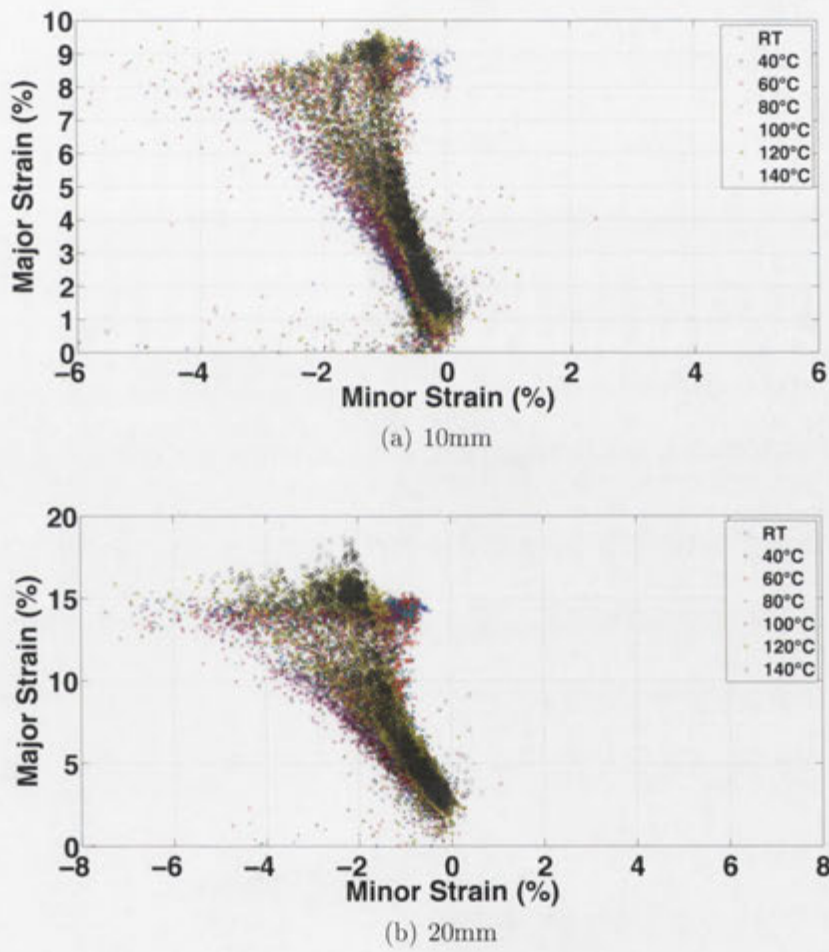 10
9
8
7
6
5
4
3
2
1
0
Major Strain (%)
RT
40°C
60°C
80°C
100°C
120°C
140°C
−6 −4 −2 0 2 4 6
Minor Strain (%)
(a) 10mm
20
15
10
5
0
Major Strain (%)
RT
40°C
60°C
80°C
100°C
120°C
140°C
−8 −6 −4 −2 0 2 4 6 8
Minor Strain (%)
(b) 20mm